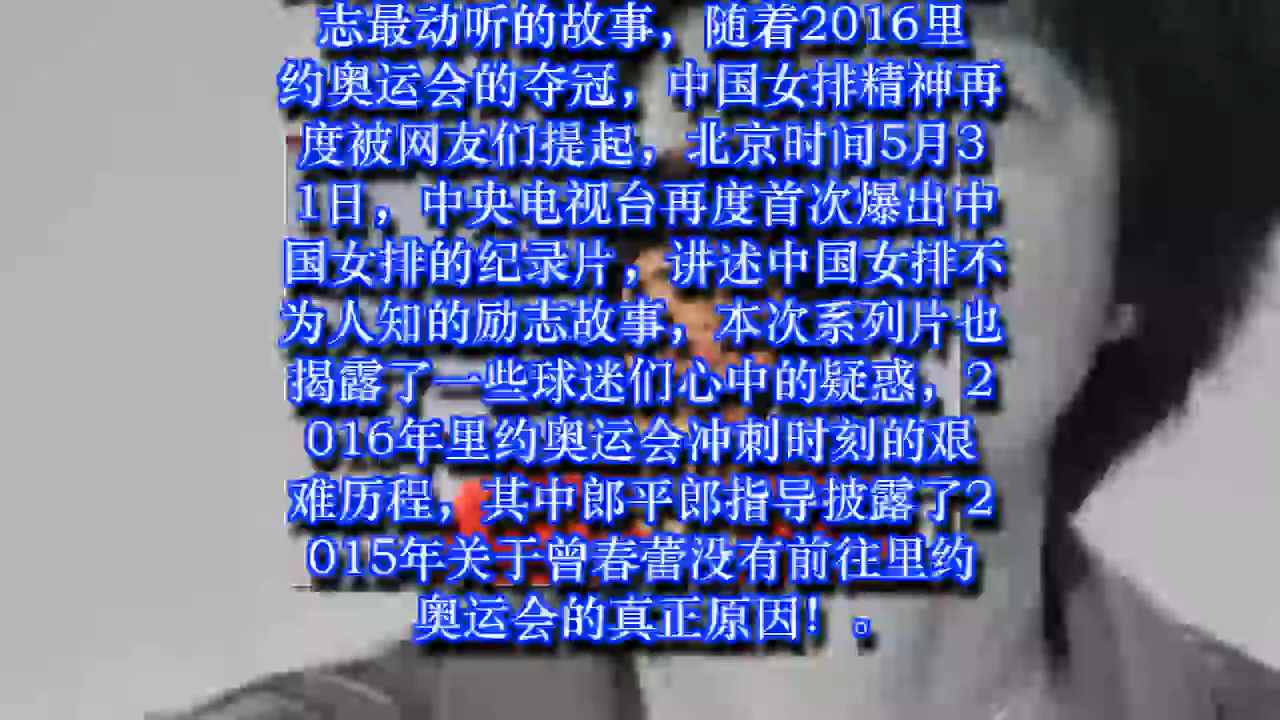 志最动听的故事，随着2016里
约奥运会的夺冠，中国女排精神再
度被网友们提起，北京时间5月3
1日，中央电视台再度首次爆出中
国女排的纪录片，讲述中国女排不
为人知的励志故事，本次系列片也
揭露了一些球迷们心中的疑惑，2
016年里约奥运会冲刺时刻的艰
难历程，其中郎平郎指导披露了2
015年关于曾春蕾没有前往里约
奥运会的真正原因！。